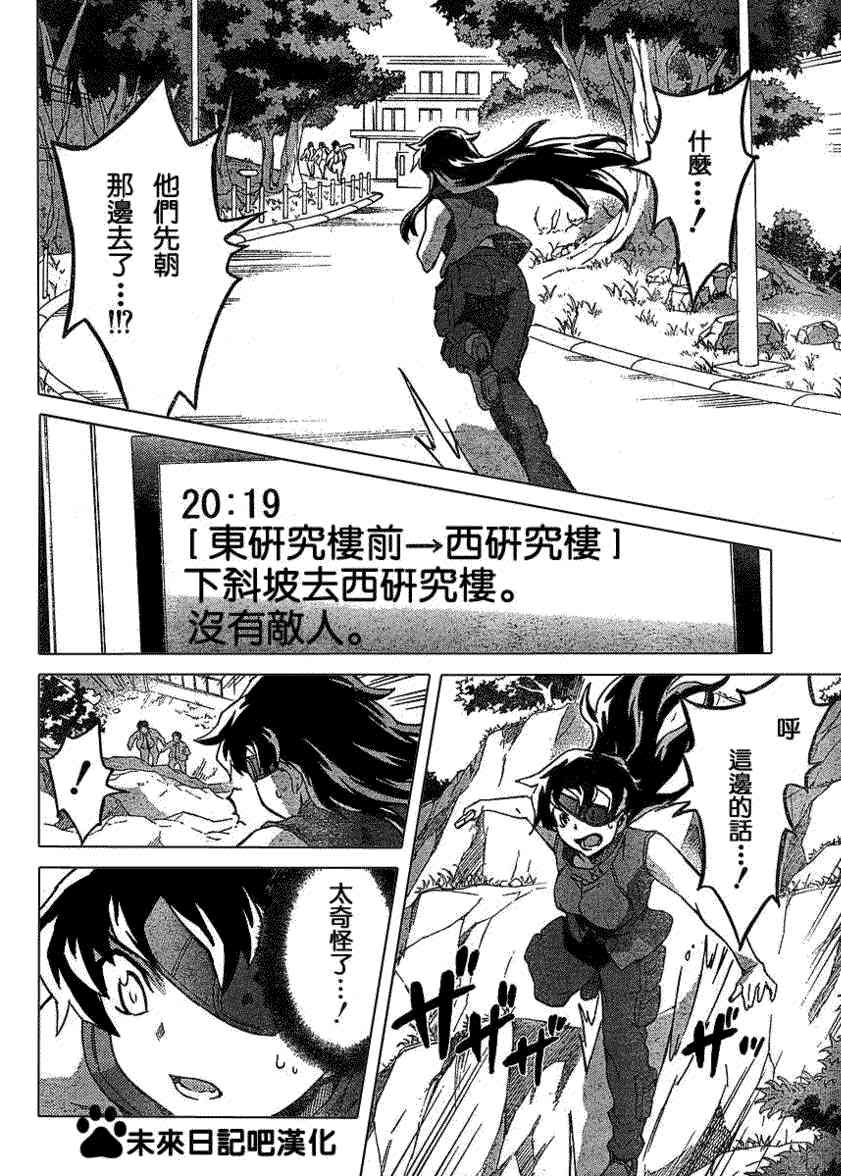 什麼…！
他們先朝
那邊去了…!!?
20：19
[東研究樓前→西研究樓]
下斜坡去西研究樓。
沒有敵人。
呼
這邊的話…！
ザザザ
！
太奇怪了…！
未來日記吧漢化